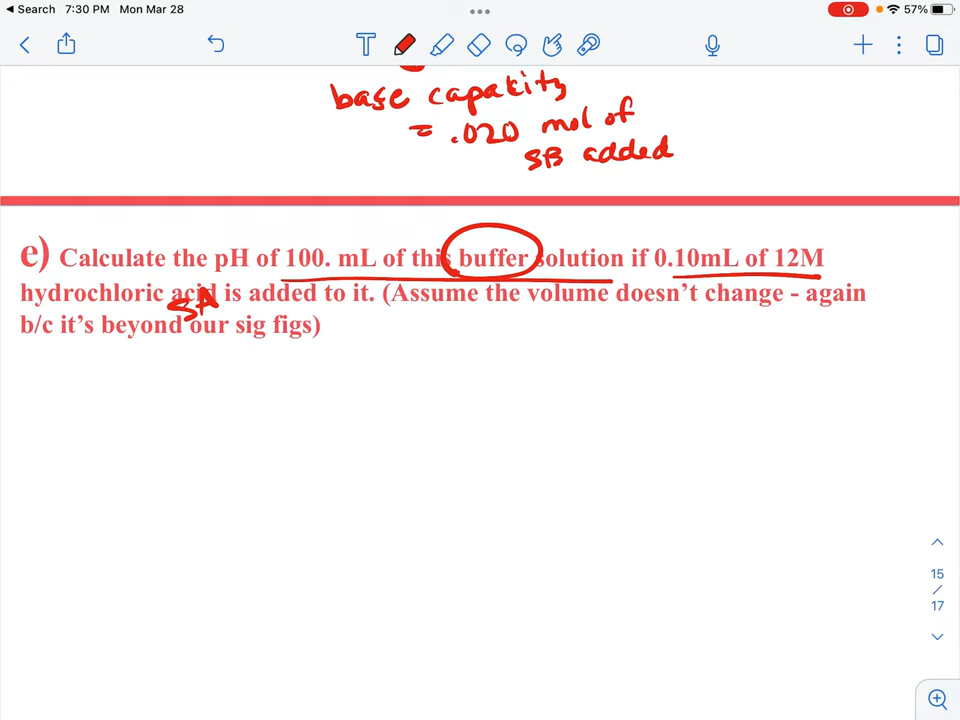 Search 7:30 PM Mon Mar 28 57%
T
base capakity
= .020 mol of
SB added
e) Calculate the pH of 100. mL of this buffer solution if 0.10mL of 12M
hydrochloric acid is added to it. (Assume the volume doesn't change - again
SA
b/c it's beyond our sig figs)
15
/
17